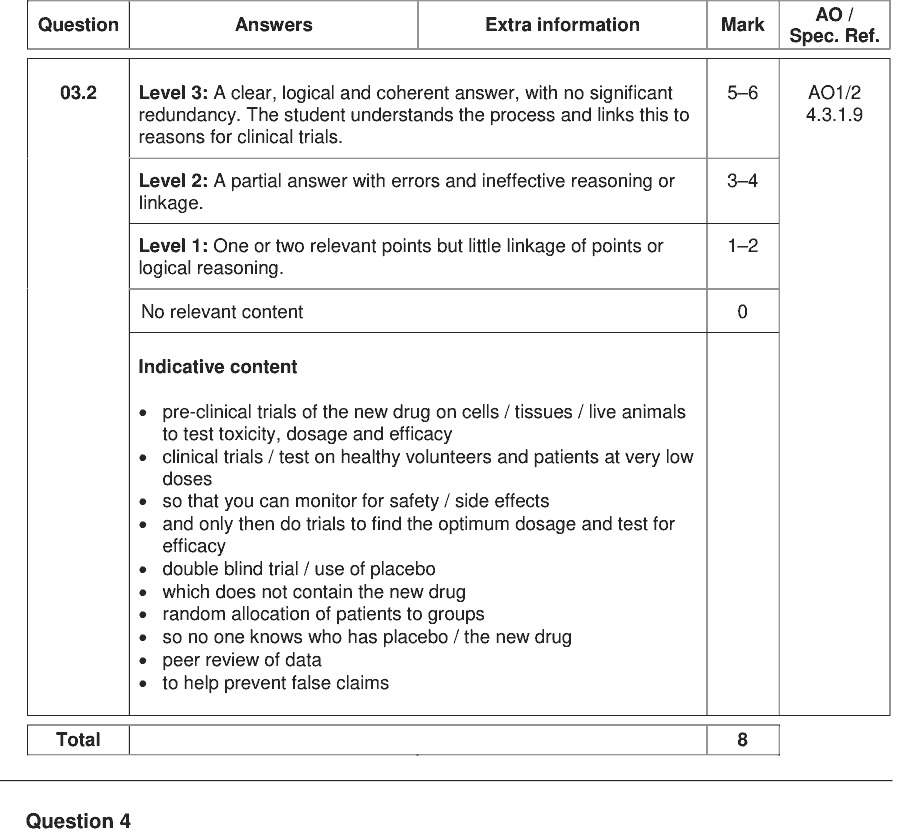 Question Answers Extra information Mark AO /
Spec. Ref.
03.2 Level 3: A clear, logical and coherent answer, with no significant 5–6 AO1/2
redundancy. The student understands the process and links this to 4.3.1.9
reasons for clinical trials.
Level 2: A partial answer with errors and ineffective reasoning or 3–4
linkage.
Level 1: One or two relevant points but little linkage of points or 1–2
logical reasoning.
No relevant content 0
Indicative content
• pre-clinical trials of the new drug on cells / tissues / live animals
to test toxicity, dosage and efficacy
• clinical trials / test on healthy volunteers and patients at very low
doses
• so that you can monitor for safety / side effects
• and only then do trials to find the optimum dosage and test for
efficacy
• double blind trial / use of placebo
• which does not contain the new drug
• random allocation of patients to groups
• so no one knows who has placebo / the new drug
• peer review of data
• to help prevent false claims
Total 8
Question 4